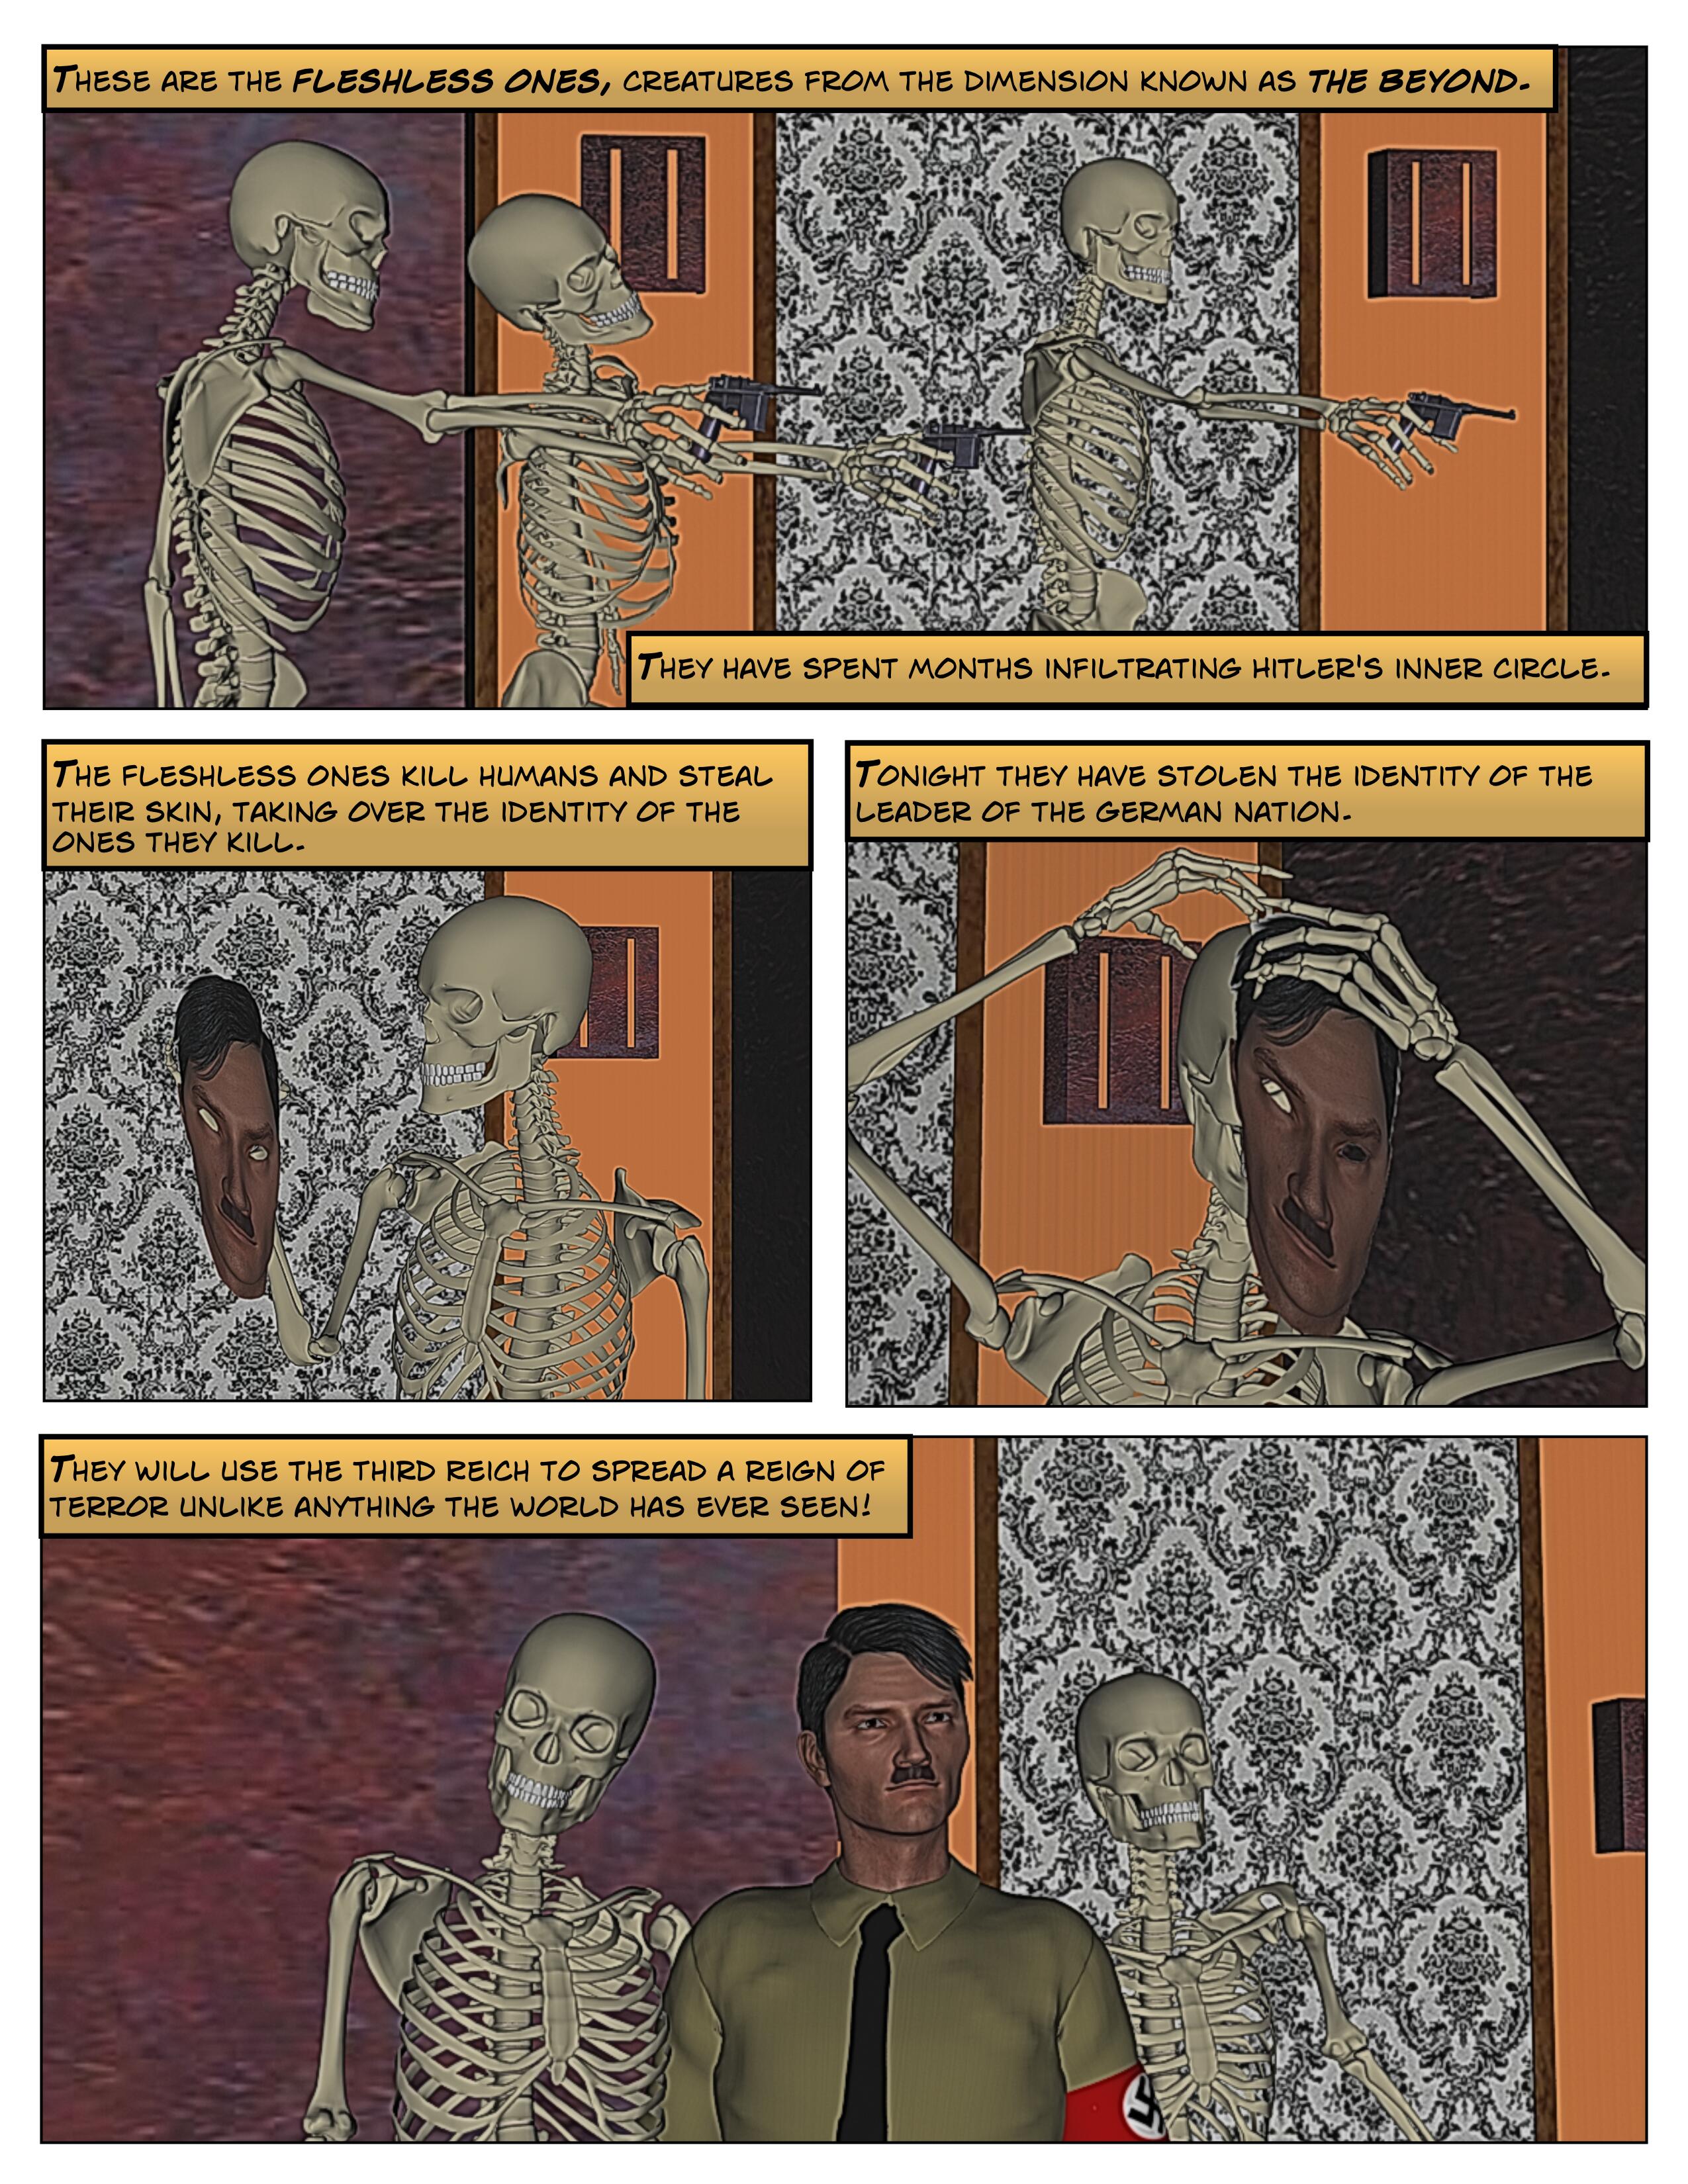 THESE ARE THE FLESHLESS ONES, CREATURES FROM THE DIMENSION KNOWN AS THE BEYOND.
THEY HAVE SPENT MONTHS INFILTRATING HITLER'S INNER CIRCLE.
THE FLESHLESS ONES KILL HUMANS AND STEAL
THEIR SKIN, TAKING OVER THE IDENTITY OF THE
ONES THEY KILL.
TONIGHT THEY HAVE STOLEN THE IDENTITY OF THE
LEADER OF THE GERMAN NATION.
THEY WILL USE THE THIRD REICH TO SPREAD A REIGN OF
TERROR UNLIKE ANYTHING THE WORLD HAS EVER SEEN!